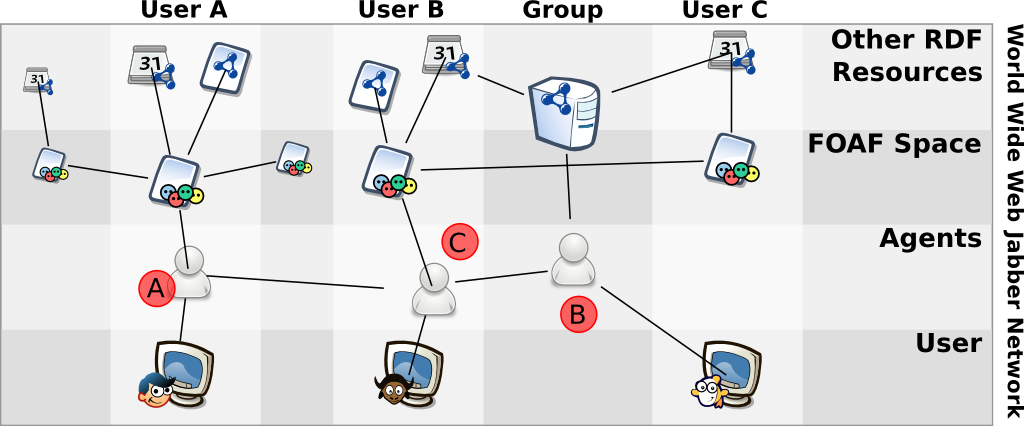 User A
User B
Group
User C
31
31
31
31
Other RDF
Resources
FOAF Space
Agents
C
A
B
User
World Wide Web Jabber Network